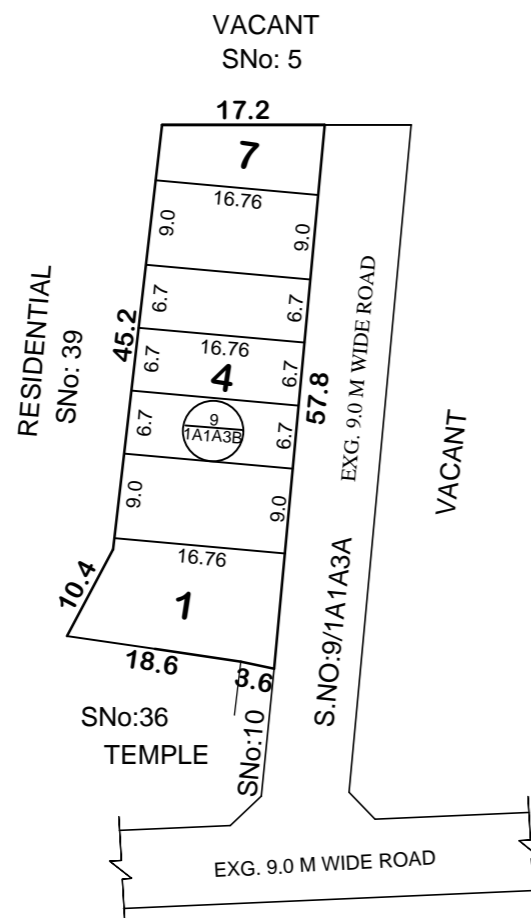 VACANT
SNo: 5
17.2
7
16.76
9.0
9.0
RESIDENTIAL
SNo: 39
45.2
6.7
6.7
16.76
6.7
4
6.7
57.8
EXG. 9.0 M WIDE ROAD
VACANT
6.7
9
1A1A3B
6.7
9.0
9.0
16.76
10.4
1
S.NO:9/1A1A3A
18.6
3.6
SNo:36
TEMPLE
SNo:10
EXG. 9.0 M WIDE ROAD